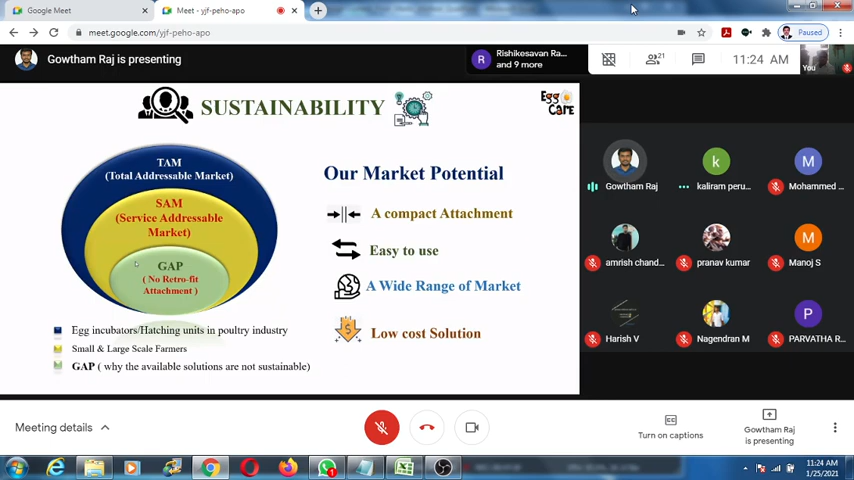 Google Meet
Meet - yjf-peho-apo
meet.google.com/yjf-peho-apo
Paused
Gowtham Raj is presenting
R
Rishikesavan Ra...
and 9 more
21
11:24 AM
You
SUSTAINABILITY
Egg
CARE
TAM
(Total Addressable Market)
SAM
(Service Addressable
Market)
GAP
( No Retro-fit
Attachment )
Our Market Potential
A compact Attachment
Easy to use
A Wide Range of Market
Low cost Solution
Egg incubators/Hatching units in poultry industry
Small & Large Scale Farmers
GAP ( why the available solutions are not sustainable)
k
M
Gowtham Raj
kaliram peru...
Mohammed ...
M
amrish chand...
pranav kumar
Manoj S
P
Harish V
Nagendran M
PARVATHA R...
Meeting details
Turn on captions
Gowtham Raj
is presenting
11:24 AM
1/25/2021